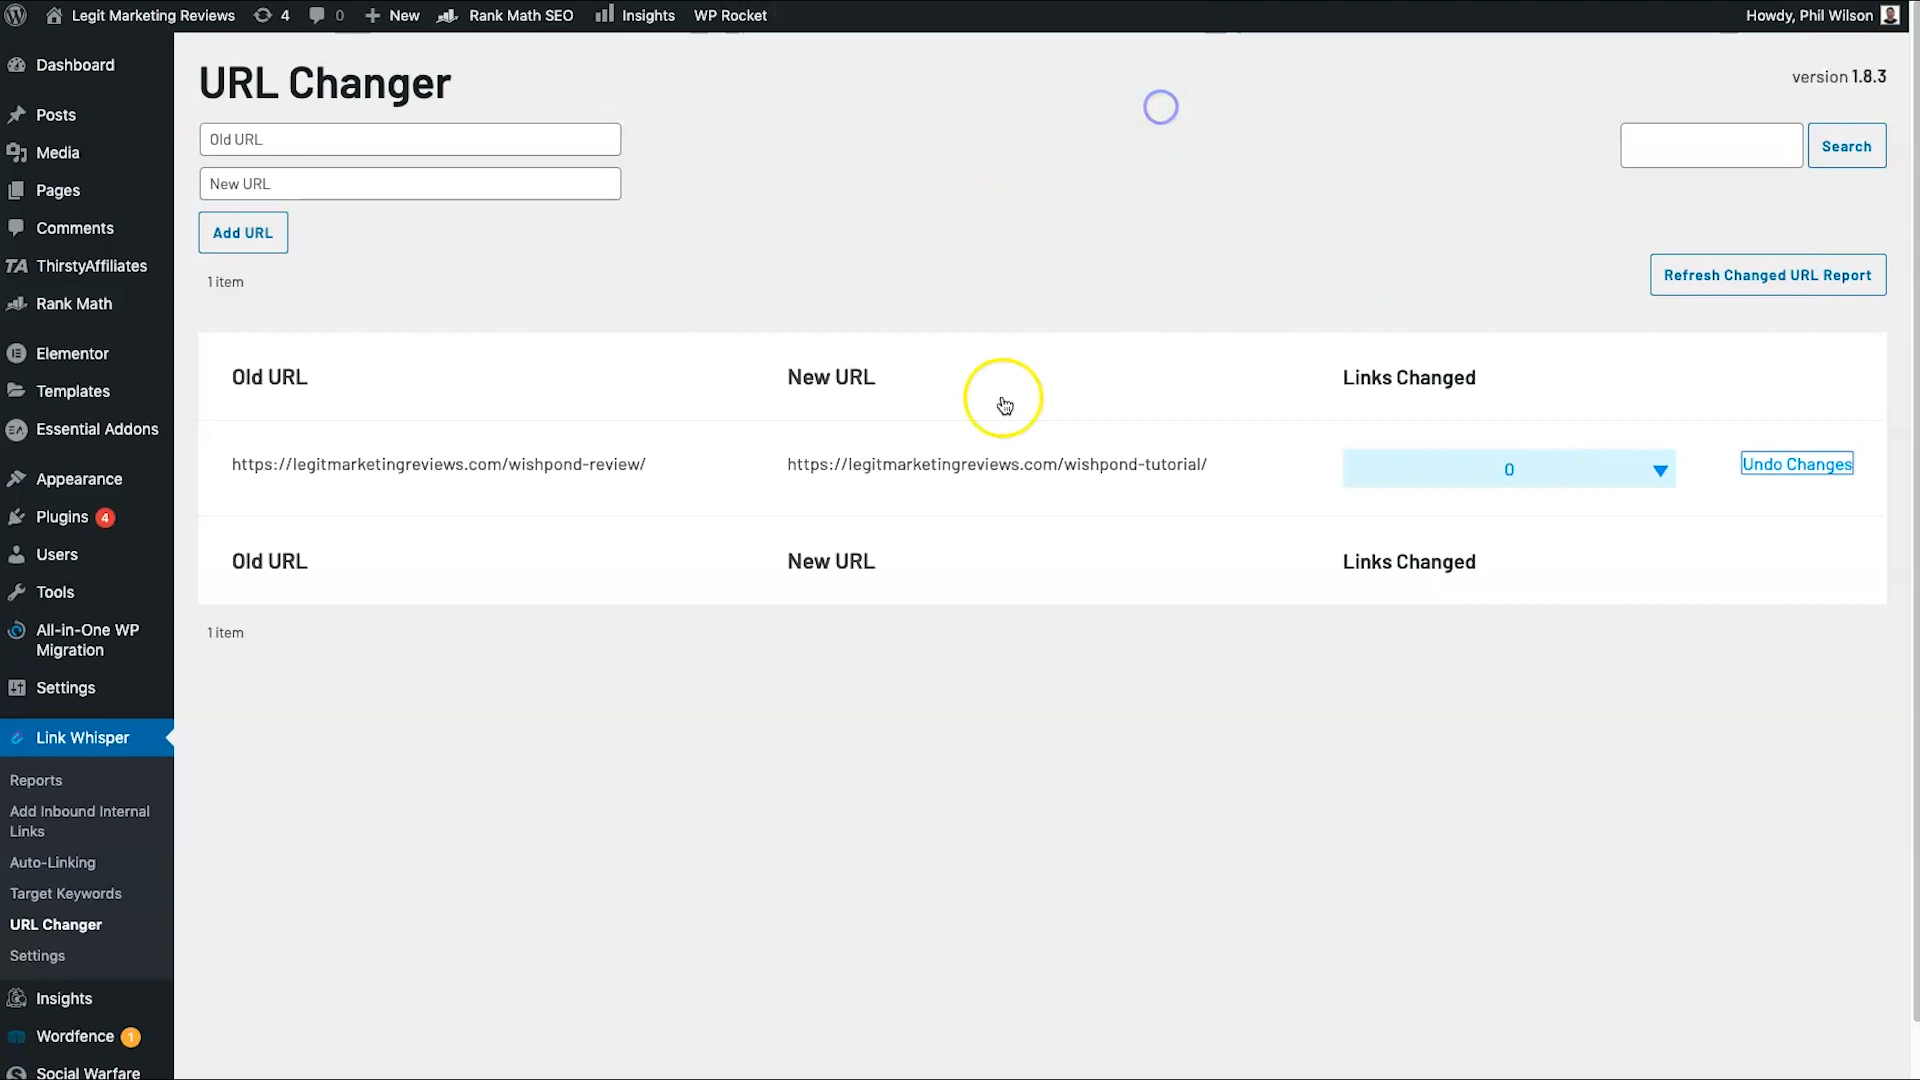 Legit Marketing Reviews 4 0 New Rank Math SEO Insights WP Rocket Howdy, Phil Wilson
Dashboard
Posts
Media
Pages
Comments
TA ThirstyAffiliates
Rank Math
Elementor
Templates
EA Essential Addons
Appearance
Plugins 4
Users
Tools
All-in-One WP
Migration
Settings
Link Whisper
Reports
Add Inbound Internal
Links
Auto-Linking
Target Keywords
URL Changer
Settings
Insights
Wordfence 1
Social Warfare
URL Changer
version 1.8.3
Old URL
Search
New URL
Add URL
1 item
Refresh Changed URL Report
Old URL New URL Links Changed
https://legitmarketingreviews.com/wishpond-review/ https://legitmarketingreviews.com/wishpond-tutorial/ 0 Undo Changes
Old URL New URL Links Changed
1 item